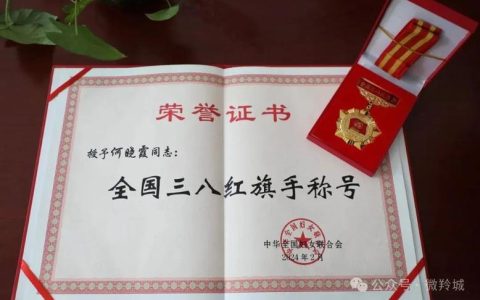 荣誉证书
授予何晓霞同志：
全国三八红旗手称号
中华全国妇女联合会
2024年2月
公众号·微羚城